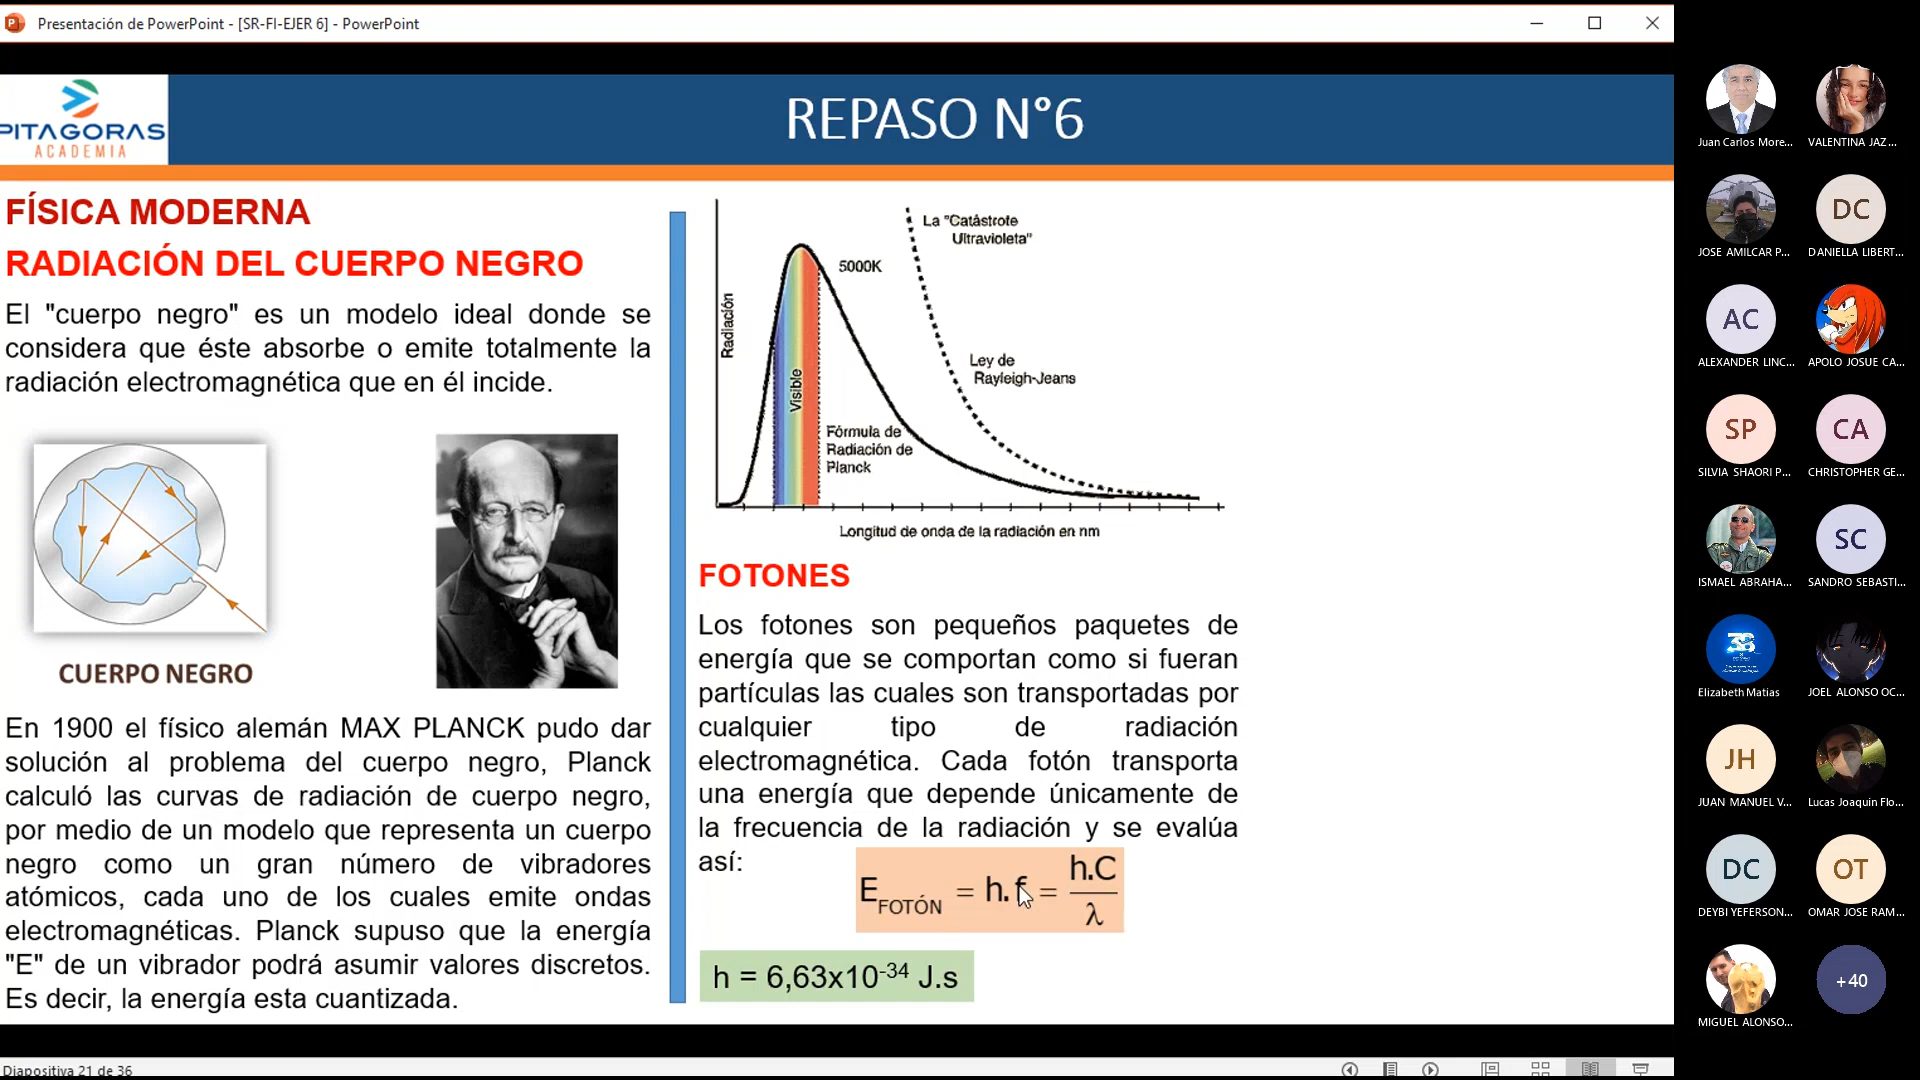 Presentación de PowerPoint - [SR-FI-EJER 6] - PowerPoint
PITAGORAS
ACADEMIA
REPASO N°6
FÍSICA MODERNA
RADIACIÓN DEL CUERPO NEGRO
El "cuerpo negro" es un modelo ideal donde se
considera que éste absorbe o emite totalmente la
radiación electromagnética que en él incide.
CUERPO NEGRO
En 1900 el físico alemán MAX PLANCK pudo dar
solución al problema del cuerpo negro, Planck
calculó las curvas de radiación de cuerpo negro,
por medio de un modelo que representa un cuerpo
negro como un gran número de vibradores
atómicos, cada uno de los cuales emite ondas
electromagnéticas. Planck supuso que la energía
"E" de un vibrador podrá asumir valores discretos.
Es decir, la energía esta cuantizada.
La "Catástrofe
Ultravioleta"
5000K
Radiación
Visible
Ley de
Rayleigh-Jeans
Fórmula de
Radiación de
Planck
Longitud de onda de la radiación en nm
FOTONES
Los fotones son pequeños paquetes de
energía que se comportan como si fueran
partículas las cuales son transportadas por
cualquier tipo de radiación
electromagnética. Cada fotón transporta
una energía que depende únicamente de
la frecuencia de la radiación y se evalúa
así:
E FOTÓN = h.f = h.C / λ
h = 6,63x10⁻³⁴ J.s
Diapositiva 21 de 36
Juan Carlos More...
VALENTINA JAZ...
JOSE AMILCAR P...
DC
DANIELLA LIBERT...
AC
ALEXANDER LINC...
APOLO JOSUE CA...
SP
SILVIA SHAORI P...
CA
CHRISTOPHER GE...
ISMAEL ABRAHA...
SC
SANDRO SEBASTI...
38
Elizabeth Matias
JOEL ALONSO OC...
JH
JUAN MANUEL V...
Lucas Joaquin Flo...
DC
DEYBI YEFERSON...
OT
OMAR JOSE RAM...
MIGUEL ALONSO...
+40